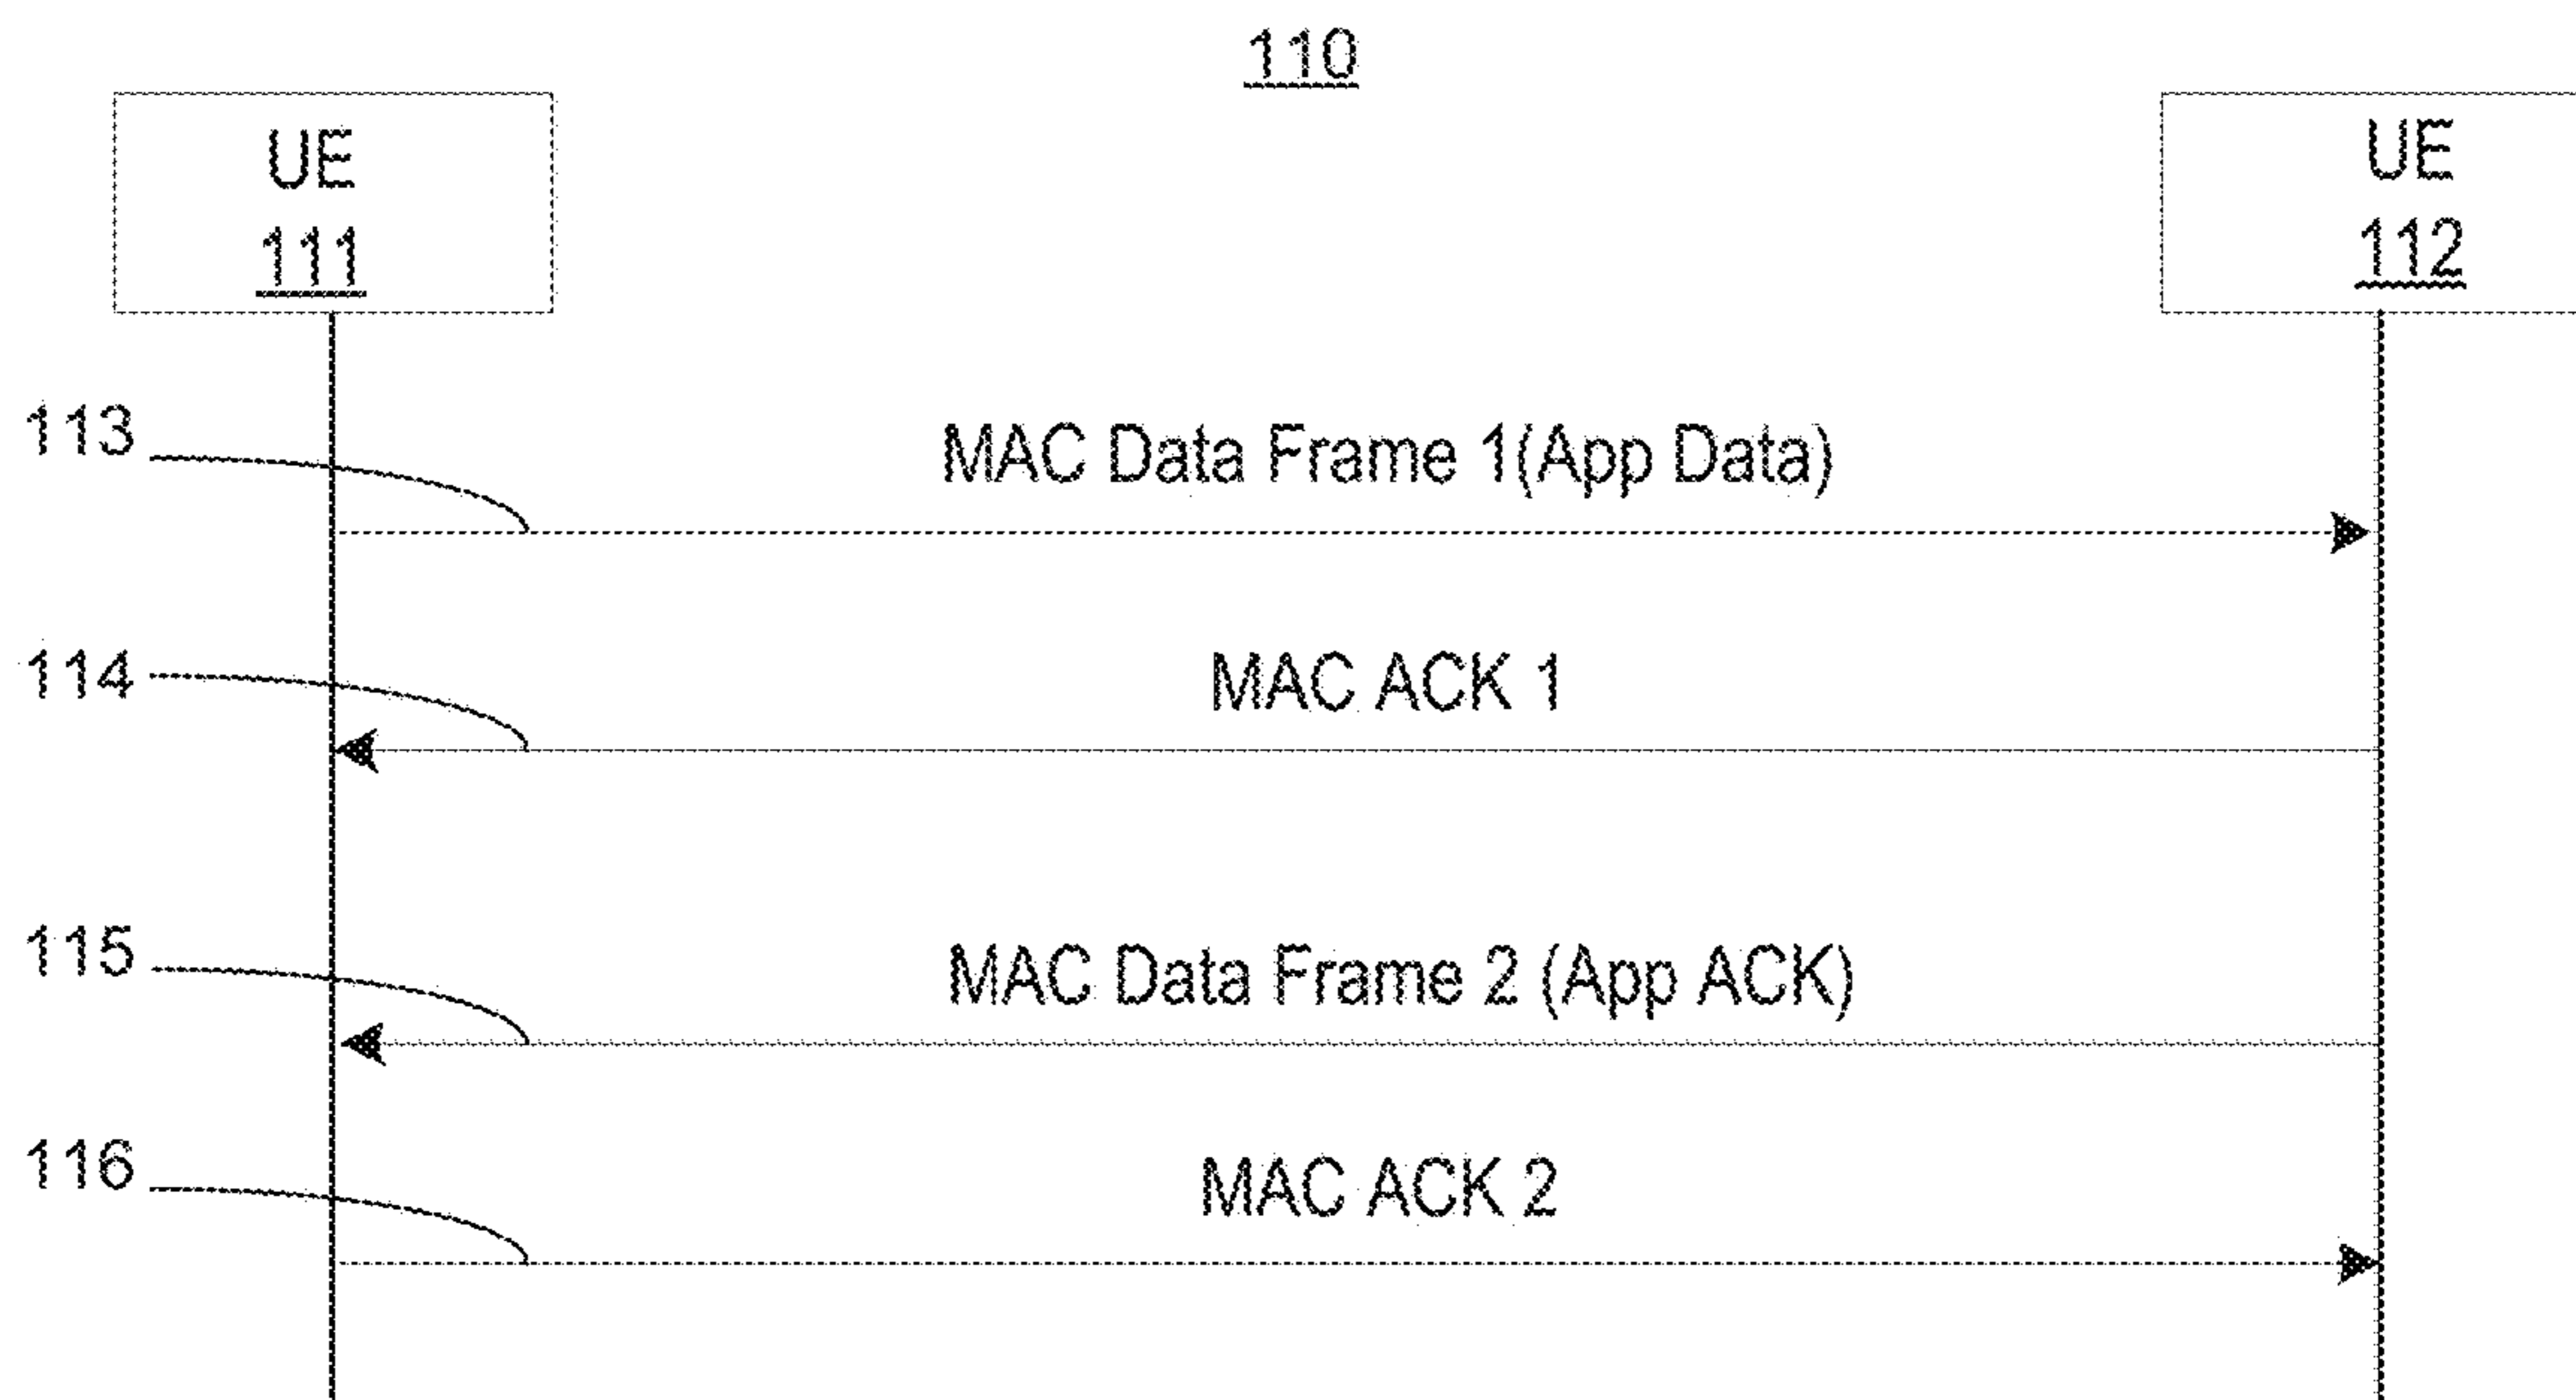 110
UE
111
UE
112
113
MAC Data Frame 1(App Data)
114
MAC ACK 1
115
MAC Data Frame 2 (App ACK)
116
MAC ACK 2